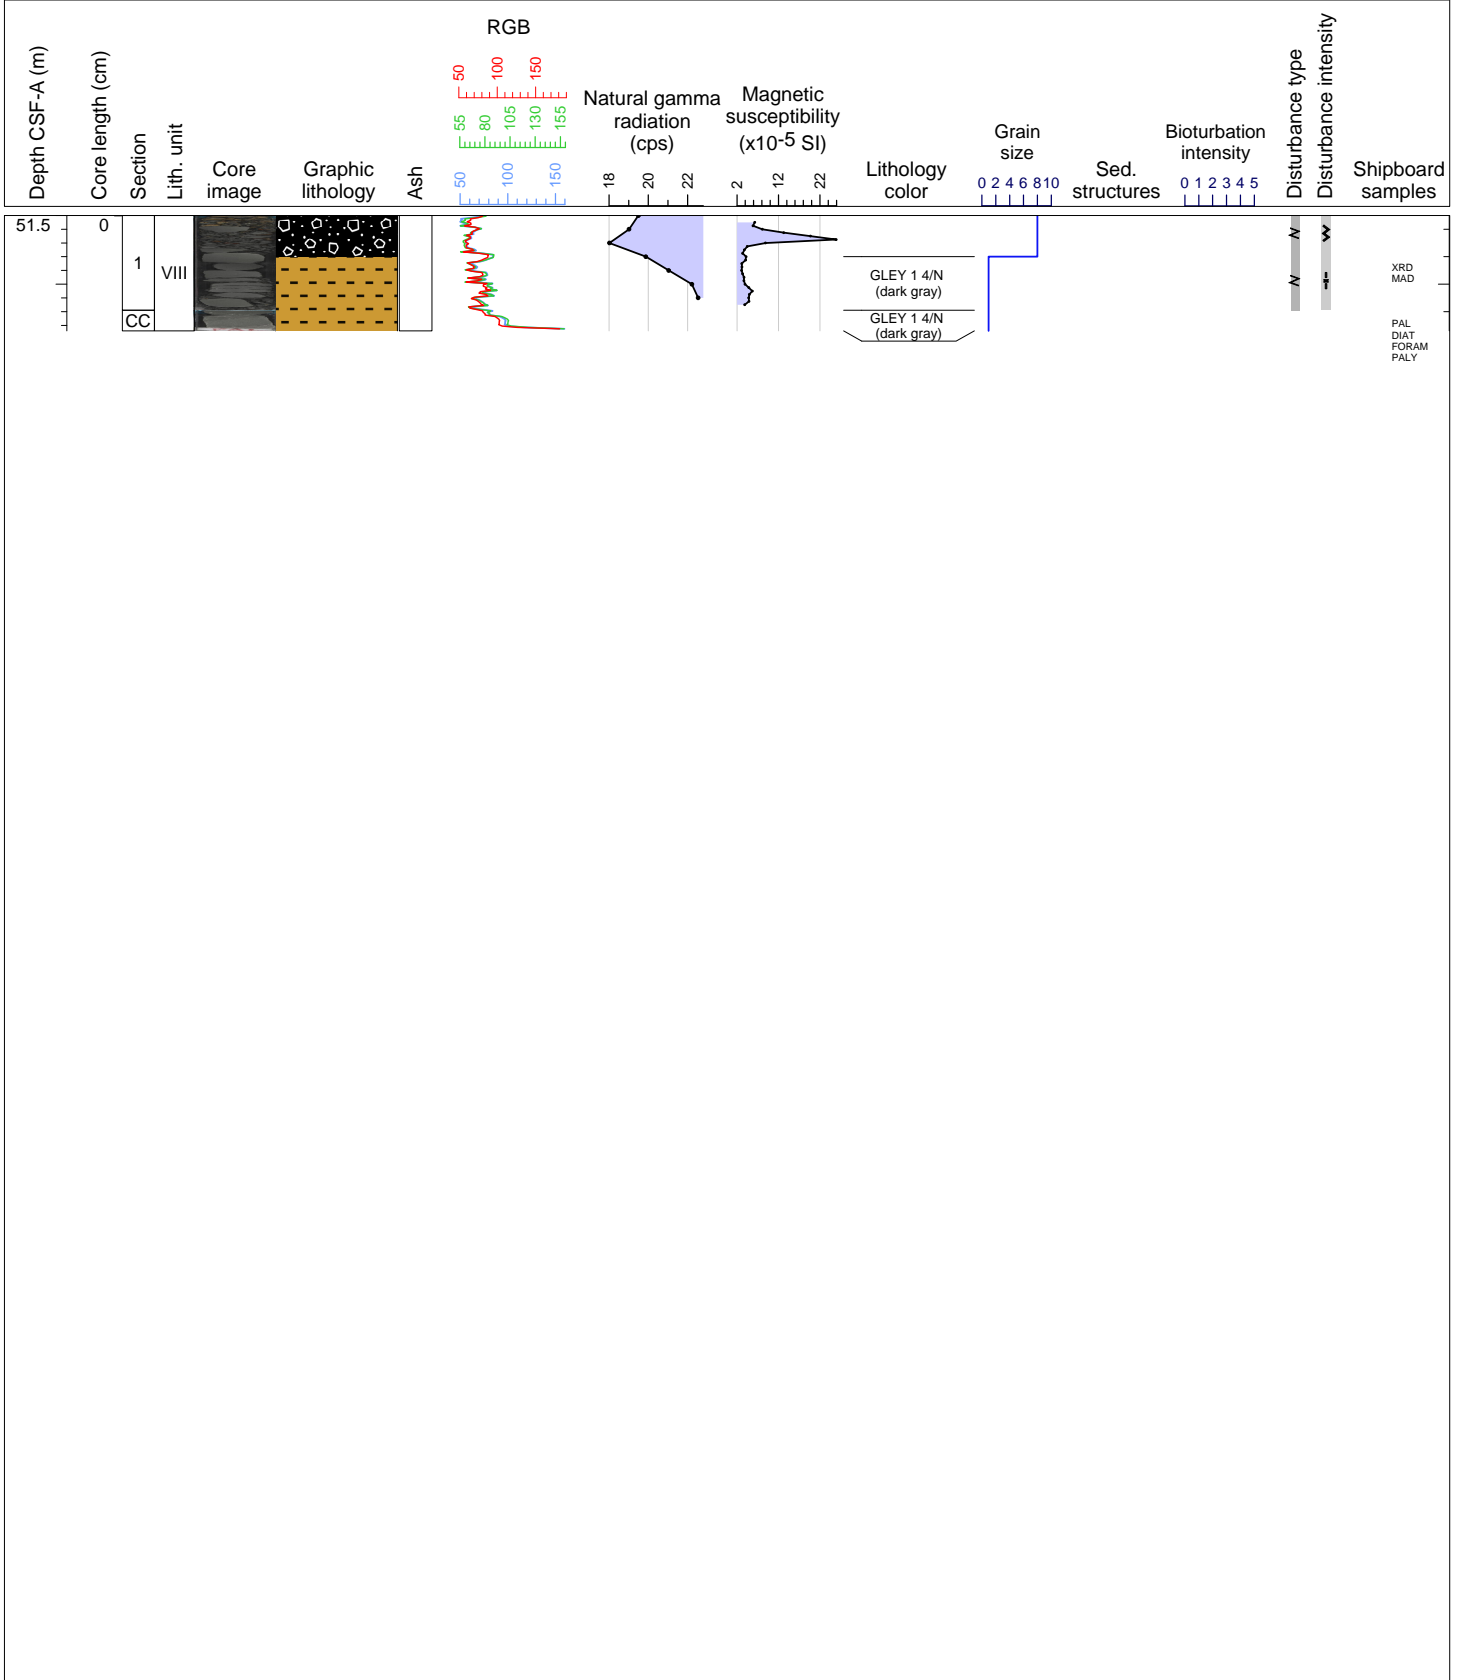 RGB
50 100 150
55 80 105 130 155
50 100 150
Depth CSF-A (m)
Core length (cm)
Section
Lith. unit
Core
image
Graphic
lithology
Ash
Natural gamma
radiation
(cps)
18 20 22
Magnetic
susceptibility
(x10-5 SI)
2 12 22
Lithology
color
Grain
size
0 2 4 6 8 10
Sed.
structures
Bioturbation
intensity
0 1 2 3 4 5
Disturbance type
Disturbance intensity
Shipboard
samples
51.5
0
1
CC
VIII
GLEY 1 4/N
(dark gray)
GLEY 1 4/N
(dark gray)
XRD
MAD
PAL
DIAT
FORAM
PALY